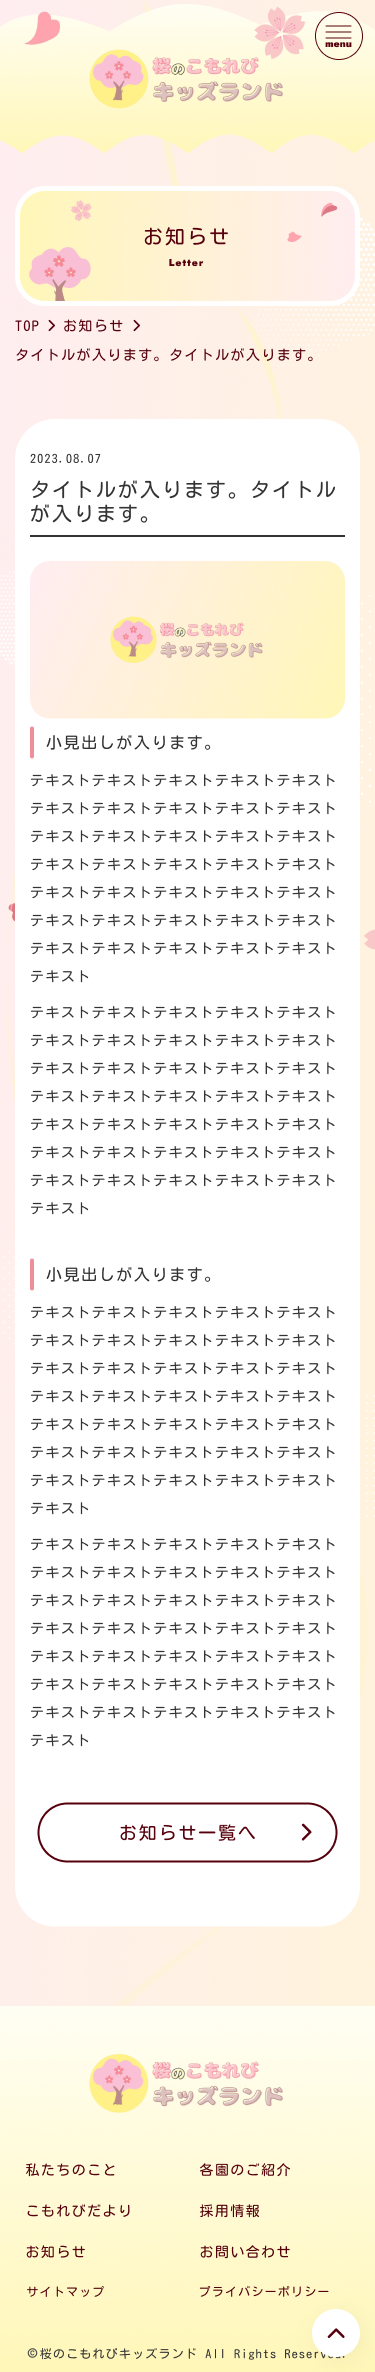 menu
桜のこもれび
キッズランド
お知らせ
Letter
TOP > お知らせ >
タイトルが入ります。タイトルが入ります。
2023.08.07
タイトルが入ります。タイトル
が入ります。
桜のこもれび
キッズランド
小見出しが入ります。
テキストテキストテキストテキストテキスト
テキストテキストテキストテキストテキスト
テキストテキストテキストテキストテキスト
テキストテキストテキストテキストテキスト
テキストテキストテキストテキストテキスト
テキストテキストテキストテキストテキスト
テキストテキストテキストテキストテキスト
テキスト
テキストテキストテキストテキストテキスト
テキストテキストテキストテキストテキスト
テキストテキストテキストテキストテキスト
テキストテキストテキストテキストテキスト
テキストテキストテキストテキストテキスト
テキストテキストテキストテキストテキスト
テキストテキストテキストテキストテキスト
テキスト
小見出しが入ります。
テキストテキストテキストテキストテキスト
テキストテキストテキストテキストテキスト
テキストテキストテキストテキストテキスト
テキストテキストテキストテキストテキスト
テキストテキストテキストテキストテキスト
テキストテキストテキストテキストテキスト
テキストテキストテキストテキストテキスト
テキスト
テキストテキストテキストテキストテキスト
テキストテキストテキストテキストテキスト
テキストテキストテキストテキストテキスト
テキストテキストテキストテキストテキスト
テキストテキストテキストテキストテキスト
テキストテキストテキストテキストテキスト
テキストテキストテキストテキストテキスト
テキスト
お知らせ一覧へ
桜のこもれび
キッズランド
私たちのこと 各園のご紹介
こもれびだより 採用情報
お知らせ お問い合わせ
サイトマップ プライバシーポリシー
©桜のこもれびキッズランド All Rights